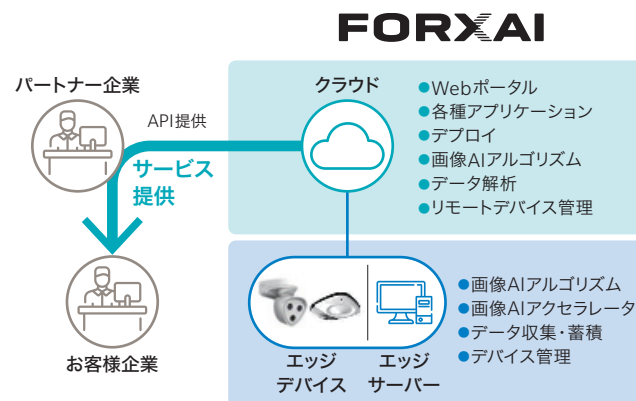 FORXAI
パートナー企業
API提供
サービス
提供
お客様企業
クラウド
●Webポータル
●各種アプリケーション
●デプロイ
●画像AIアルゴリズム
●データ解析
●リモートデバイス管理
エッジ
デバイス
エッジ
サーバー
●画像AIアルゴリズム
●画像AIアクセラレータ
●データ収集・蓄積
●デバイス管理